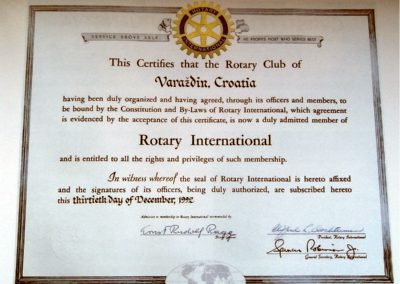 ROTARY
INTERNATIONAL
SERVICE ABOVE SELF
HE PROFITS MOST WHO SERVES BEST
This Certifies that the Rotary Club of
Varaždin, Croatia
having been duly organized and having agreed, through its officers and members, to
be bound by the Constitution and By-Laws of Rotary International, which agreement
is evidenced by the acceptance of this certificate, is now a duly admitted member of
Rotary International
and is entitled to all the rights and privileges of such membership.
In witness whereof the seal of Rotary International is hereto affixed
and the signatures of its officers, being duly authorized, are subscribed hereto
this thirtieth day of December, 1992.
Admission to membership in Rotary International recommended by
President, Rotary International
General Secretary, Rotary International